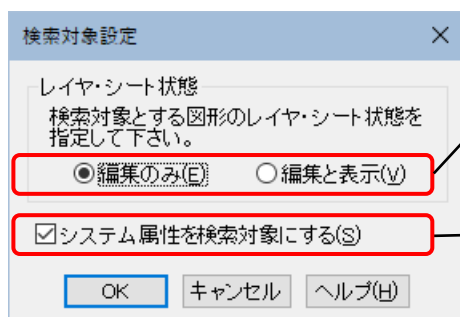 検索対象設定
レイヤ・シート状態
検索対象とする図形のレイヤ・シート状態を
指定して下さい。
編集のみ(E) 編集と表示(V)
システム属性を検索対象にする(S)
OK キャンセル ヘルプ(H)